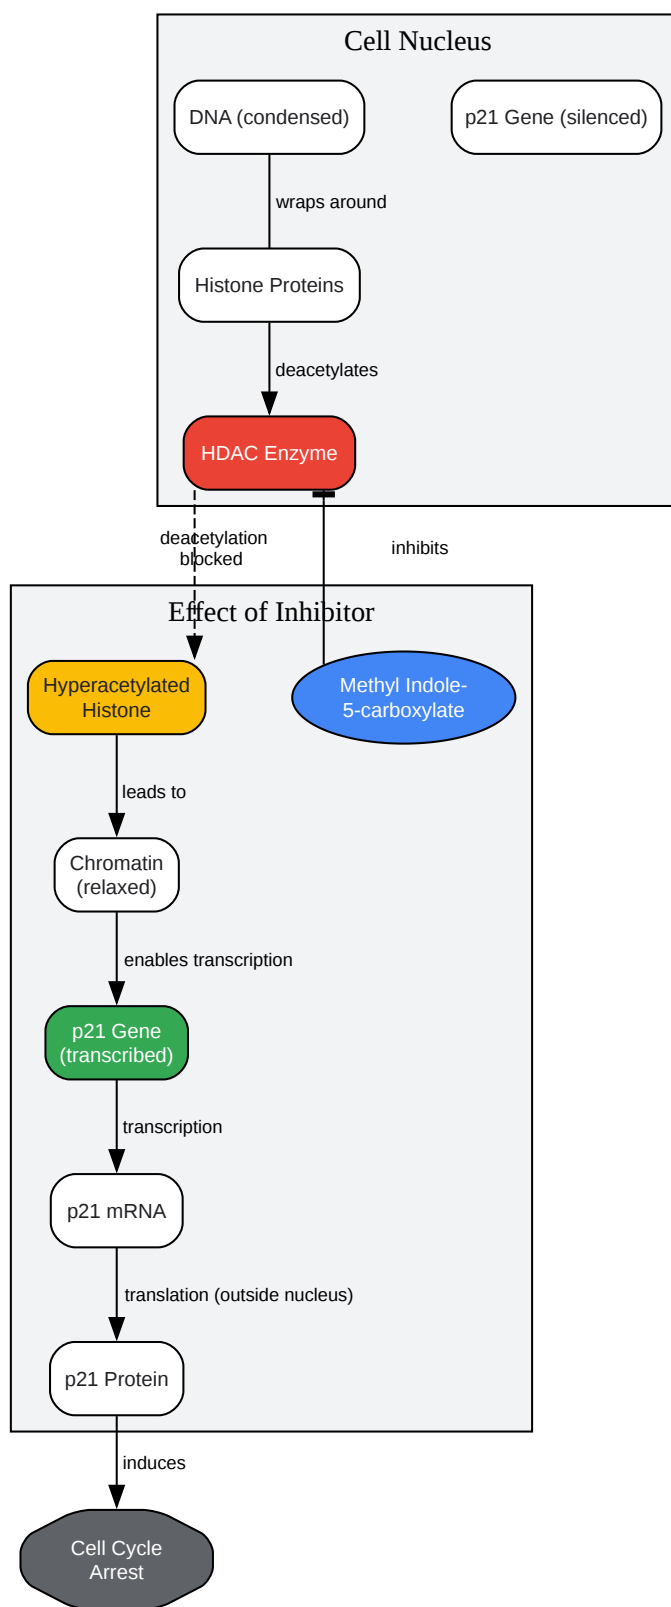 Cell Nucleus
DNA (condensed)
p21 Gene (silenced)
wraps around
Histone Proteins
deacetylates
HDAC Enzyme
deacetylation
blocked
inhibits
Effect of Inhibitor
Hyperacetylated
Histone
Methyl Indole-
5-carboxylate
leads to
Chromatin
(relaxed)
enables transcription
p21 Gene
(transcribed)
transcription
p21 mRNA
translation (outside nucleus)
p21 Protein
induces
Cell Cycle
Arrest